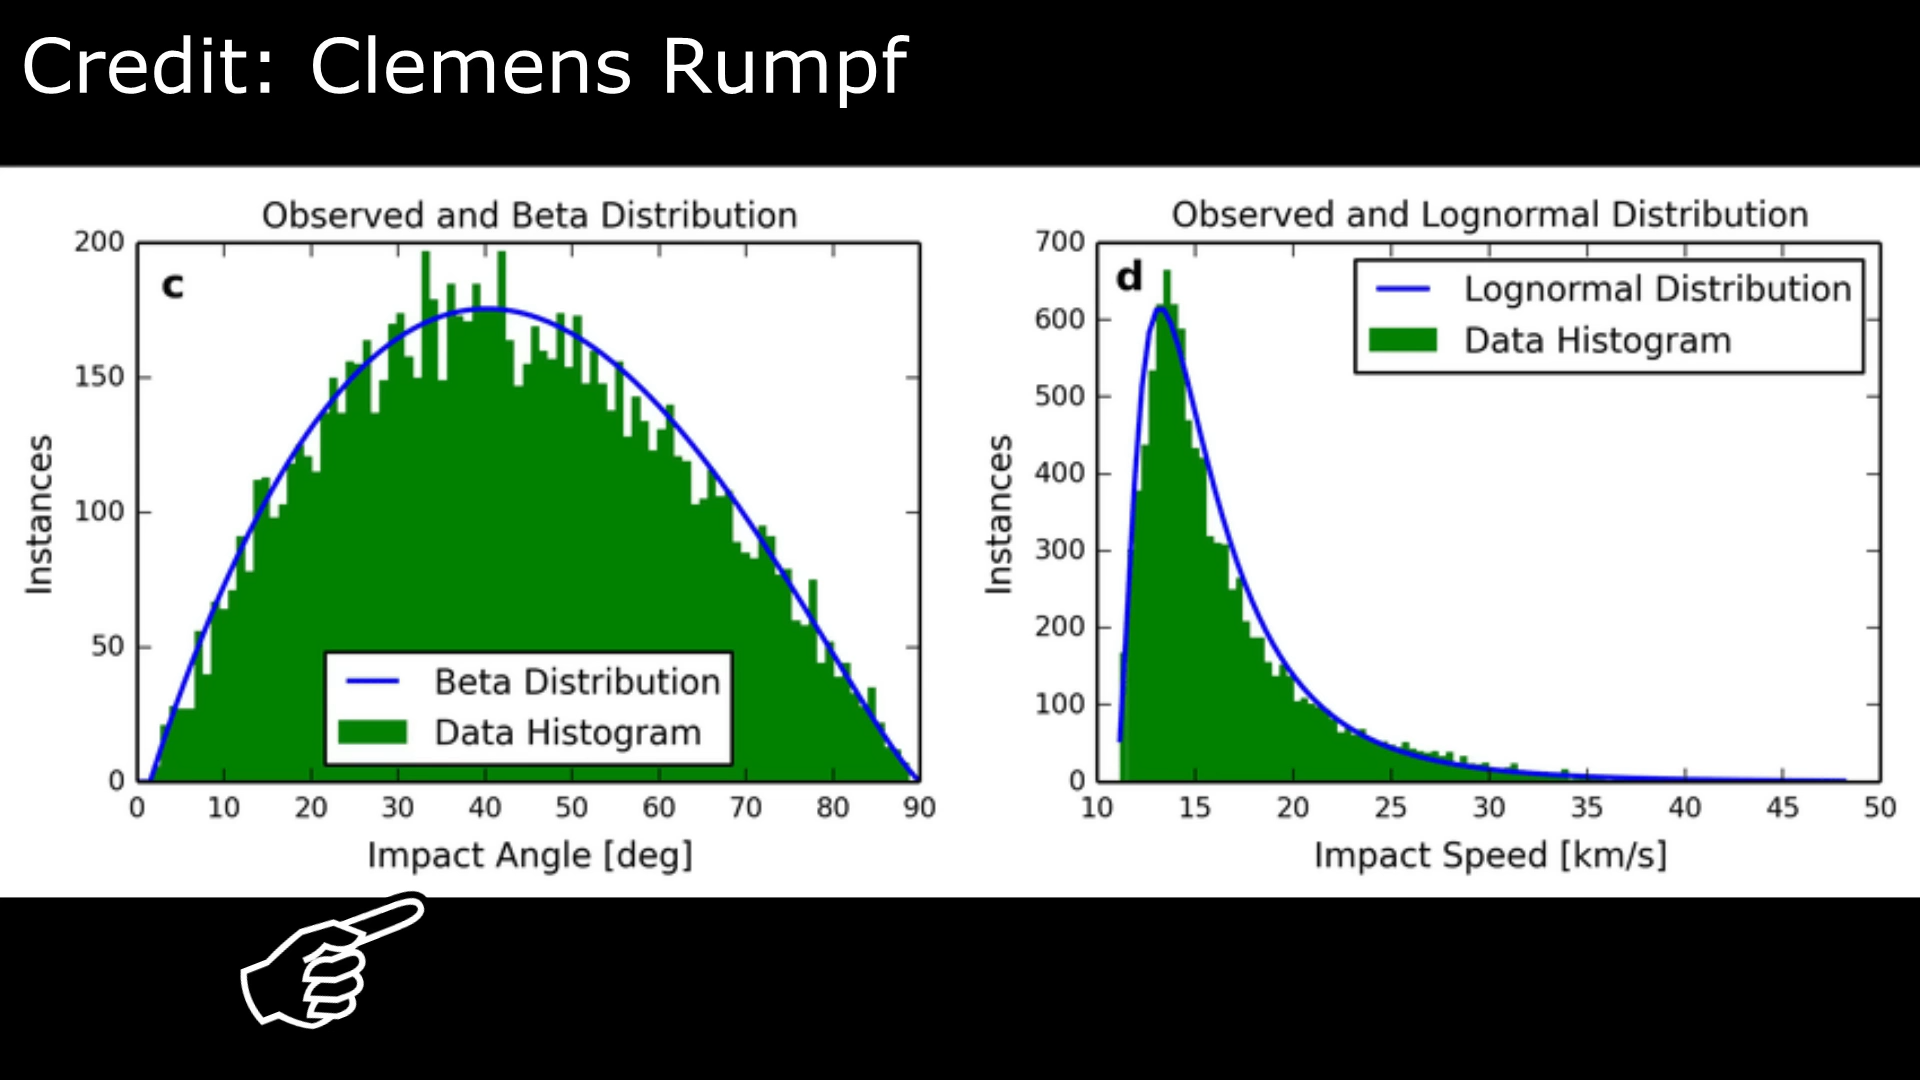 Credit: Clemens Rumpf
Observed and Beta Distribution
c
200
150
100
50
0
Instances
Beta Distribution
Data Histogram
0 10 20 30 40 50 60 70 80 90
Impact Angle [deg]
Observed and Lognormal Distribution
d
700
600
500
400
300
200
100
0
Instances
Lognormal Distribution
Data Histogram
10 15 20 25 30 35 40 45 50
Impact Speed [km/s]